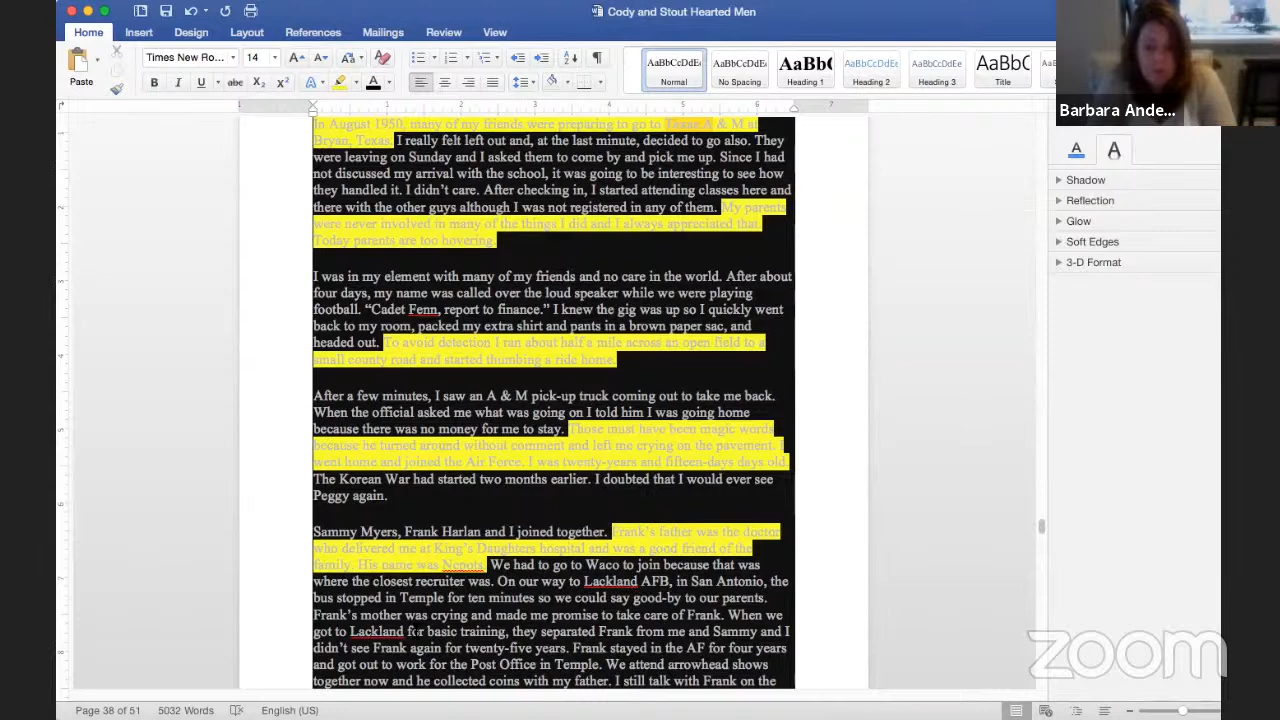 Cody and Stout Hearted Men
Home Insert Design Layout References Mailings Review View
Paste
Times New Ro... 14
AaBbCcDdEe AaBbCcDdEe AaBbC AaBbCcDdEe AaBbCcDdEe AaBbC
Normal No Spacing Heading 1 Heading 2 Heading 3 Title
Barbara Ande...
Shadow
Reflection
Glow
Soft Edges
3-D Format
1 1 2 3 4 5 6 7
In August 1950, many of my friends were preparing to go to Texas A & M at
Bryan, Texas. I really felt left out and, at the last minute, decided to go also. They
were leaving on Sunday and I asked them to come by and pick me up. Since I had
not discussed my arrival with the school, it was going to be interesting to see how
they handled it. I didn't care. After checking in, I started attending classes here and
there with the other guys although I was not registered in any of them. My parents
were never involved in many of the things I did and I always appreciated that.
Today parents are too hovering.
I was in my element with many of my friends and no care in the world. After about
four days, my name was called over the loud speaker while we were playing
football. “Cadet Fenn, report to finance.” I knew the gig was up so I quickly went
back to my room, packed my extra shirt and pants in a brown paper sac, and
headed out. To avoid detection I ran about half a mile across an open field to a
small county road and started thumbing a ride home.
After a few minutes, I saw an A & M pick-up truck coming out to take me back.
When the official asked me what was going on I told him I was going home
because there was no money for me to stay. Those must have been magic words
because he turned around without comment and left me crying on the pavement. I
went home and joined the Air Force. I was twenty-years and fifteen-days days old.
The Korean War had started two months earlier. I doubted that I would ever see
Peggy again.
Sammy Myers, Frank Harlan and I joined together. Frank's father was the doctor
who delivered me at King's Daughters hospital and was a good friend of the
family. His name was We had to go to Waco to join because that was
where the closest recruiter was. On our way to Lackland AFB, in San Antonio, the
bus stopped in Temple for ten minutes so we could say good-by to our parents.
Frank's mother was crying and made me promise to take care of Frank. When we
got to Lackland for basic training, they separated Frank from me and Sammy and I
didn't see Frank again for twenty-five years. Frank stayed in the AF for four years
and got out to work for the Post Office in Temple. We attend arrowhead shows
together now and he collected coins with my father. I still talk with Frank on the
zoom
Page 38 of 51 5032 Words English (US)